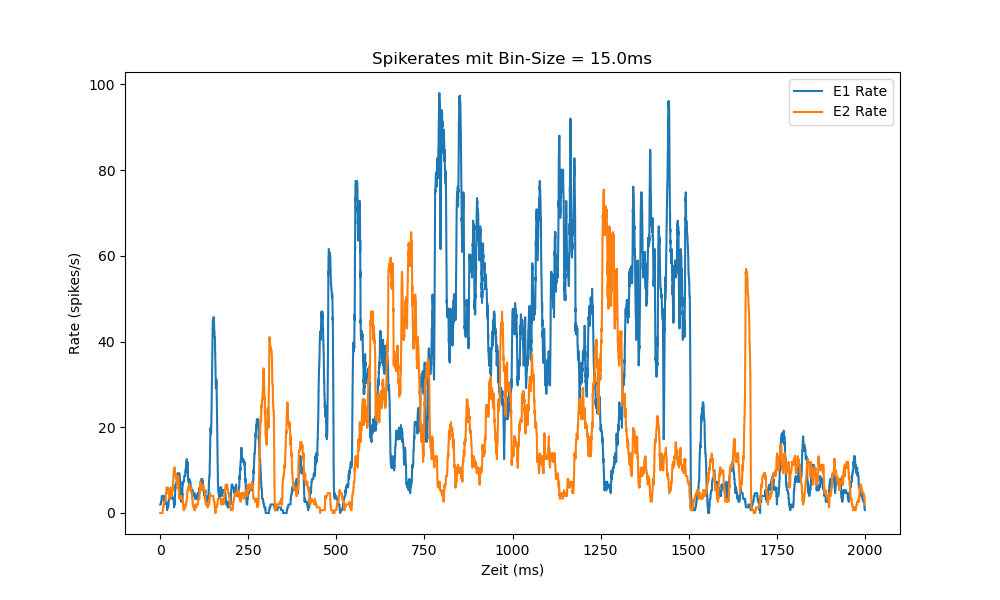 Spikerates mit Bin-Size = 15.0ms
E1 Rate
E2 Rate
100
80
60
40
20
0
Rate (spikes/s)
0 250 500 750 1000 1250 1500 1750 2000
Zeit (ms)